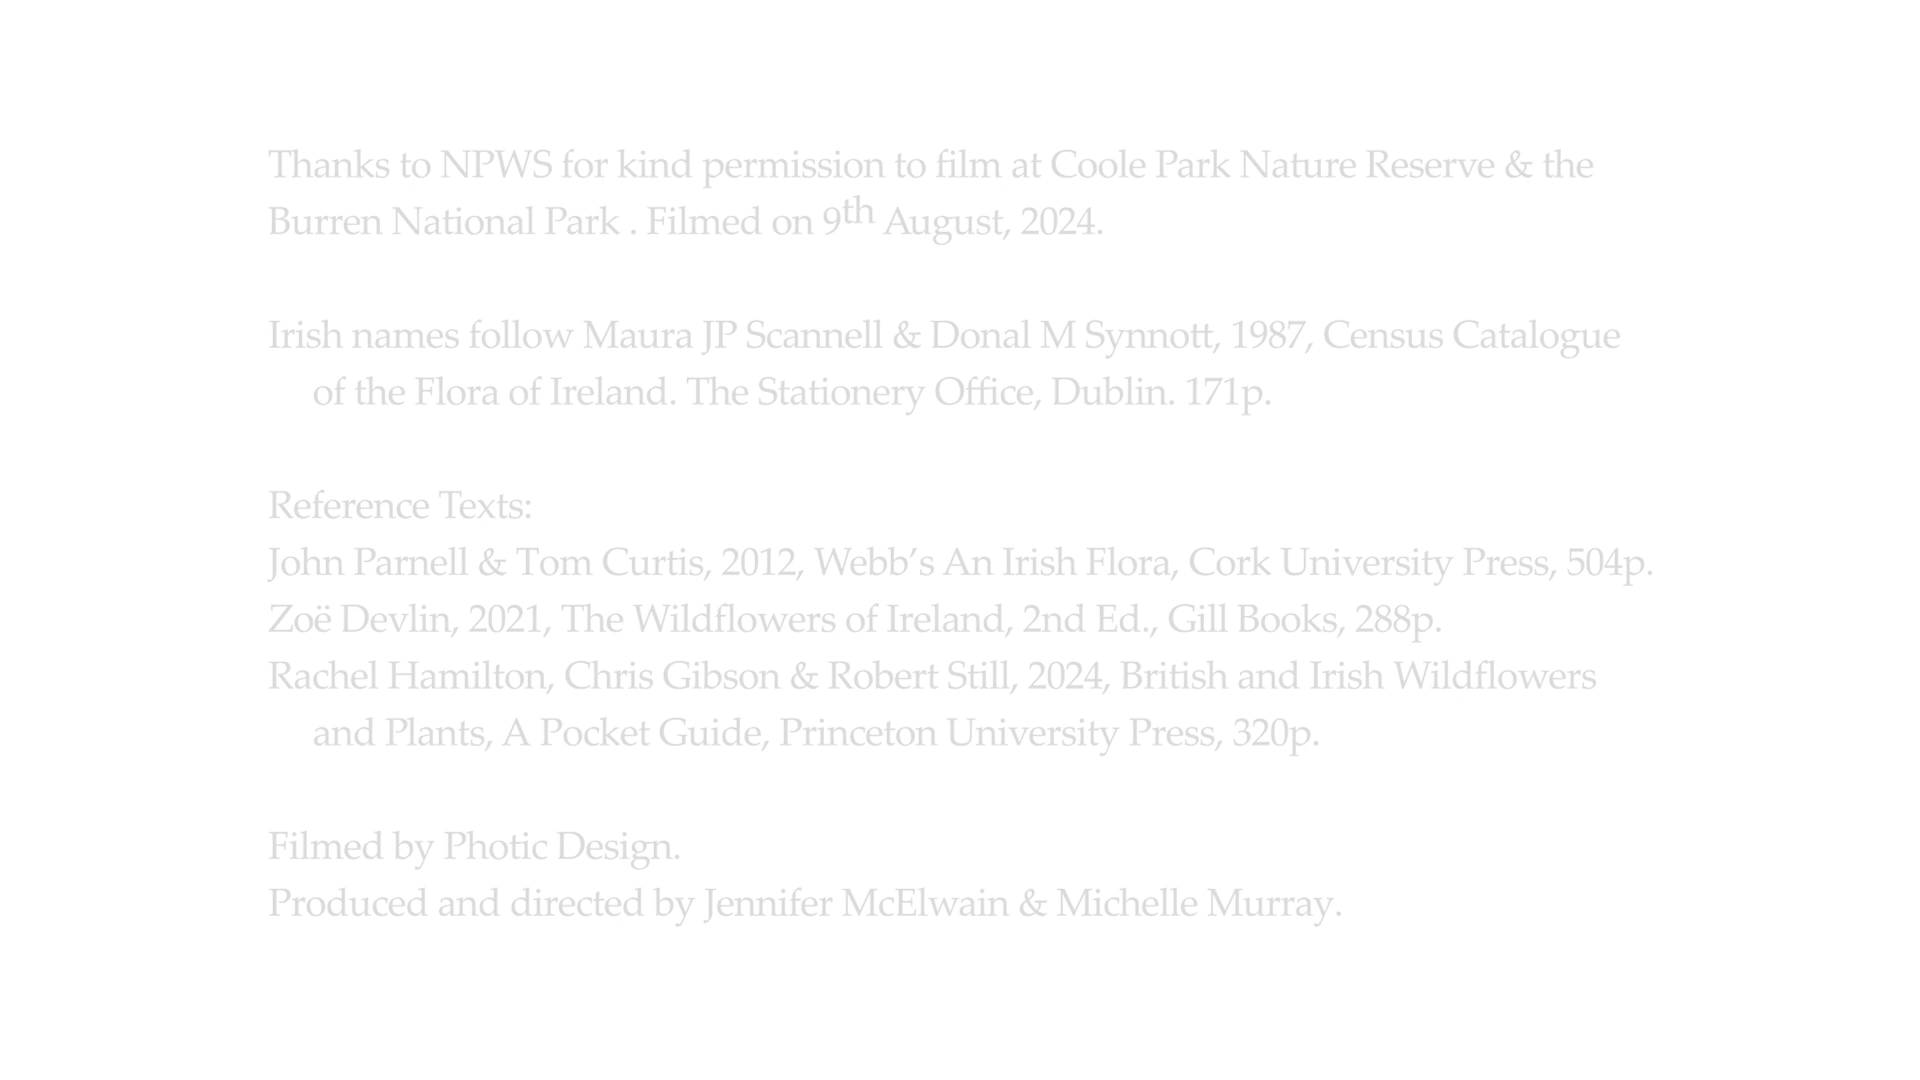 Thanks to NPWS for kind permission to film at Coole Park Nature Reserve & the
Burren National Park . Filmed on 9th August, 2024.
Irish names follow Maura JP Scannell & Donal M Synnott, 1987, Census Catalogue
of the Flora of Ireland. The Stationery Office, Dublin. 171p.
Reference Texts:
John Parnell & Tom Curtis, 2012, Webb’s An Irish Flora, Cork University Press, 504p.
Zoë Devlin, 2021, The Wildflowers of Ireland, 2nd Ed., Gill Books, 288p.
Rachel Hamilton, Chris Gibson & Robert Still, 2024, British and Irish Wildflowers
and Plants, A Pocket Guide, Princeton University Press, 320p.
Filmed by Photic Design.
Produced and directed by Jennifer McElwain & Michelle Murray.